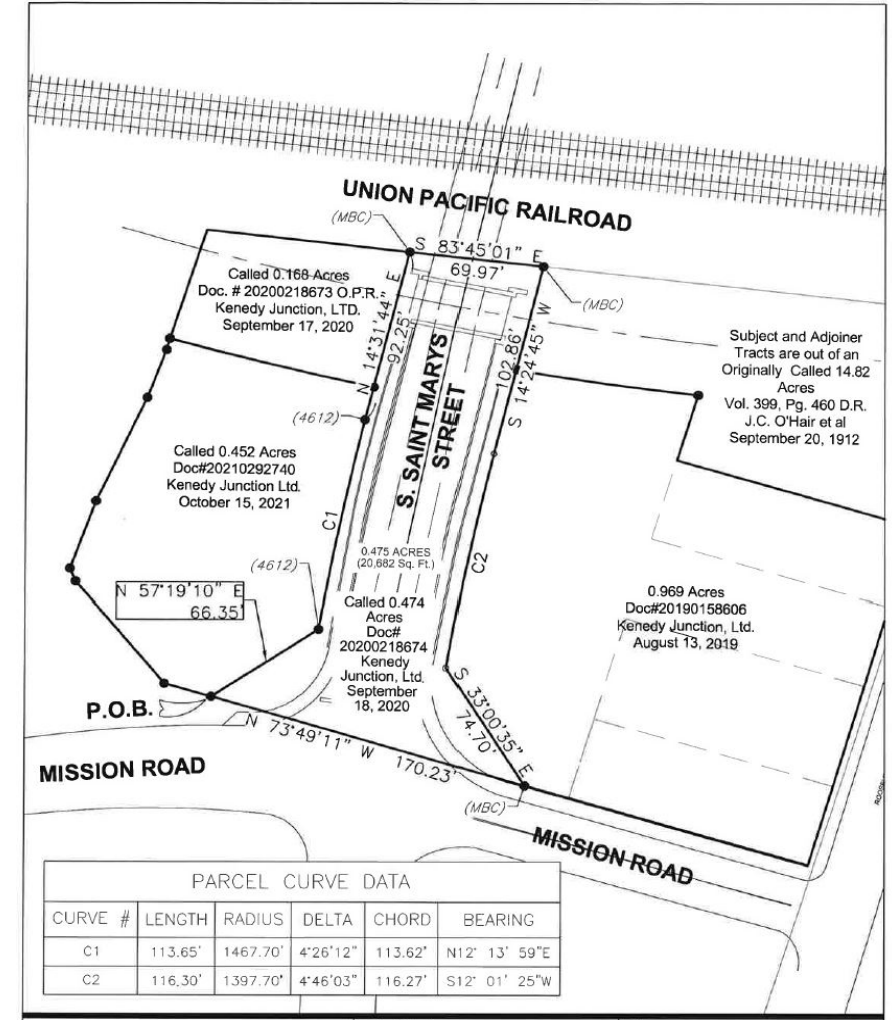 UNION PACIFIC RAILROAD
(MBC)
S 83°45'01" E
69.97'
(MBC)
Called 0.168 Acres
Doc. # 20200218673 O.P.R.
Kenedy Junction, LTD.
September 17, 2020
N 14°31'44" E
92.25'
S 14°24'45" W
102.86'
S. SAINT MARYS
STREET
Subject and Adjoiner
Tracts are out of an
Originally Called 14.82
Acres
Vol. 399, Pg. 460 D.R.
J.C. O'Hair et al
September 20, 1912
(4612)
Called 0.452 Acres
Doc#20210292740
Kenedy Junction Ltd.
October 15, 2021
C1
C2
(4612)
0.475 ACRES
(20,682 Sq. Ft.)
N 57°19'10" E
66.35'
Called 0.474
Acres
Doc#
20200218674
Kenedy
Junction, Ltd.
September
18, 2020
0.969 Acres
Doc#20190158606
Kenedy Junction, Ltd.
August 13, 2019
P.O.B.
S 33°00'35" E
74.70'
N 73°49'11" W 170.23'
MISSION ROAD
(MBC)
MISSION ROAD
PARCEL CURVE DATA
CURVE # LENGTH RADIUS DELTA CHORD BEARING
C1 113.65' 1467.70' 4°26'12" 113.62' N12° 13' 59"E
C2 116.30' 1397.70' 4°46'03" 116.27' S12° 01' 25"W